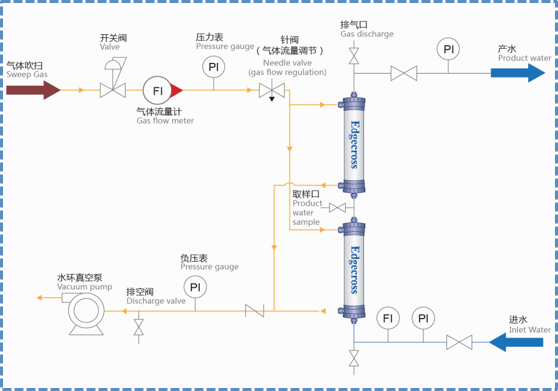 气体吹扫
Sweep Gas
开关阀
Valve
FI
气体流量计
Gas flow meter
压力表
Pressure gauge
PI
针阀
（气体流量调节）
Needle valve
(gas flow regulation)
排气口
Gas discharge
PI
产水
Product water
Edgecross
取样口
Product
water
sample
Edgecross
水环真空泵
Vacuum pump
排空阀
Discharge valve
负压表
Pressure gauge
PI
FI
PI
进水
Inlet Water